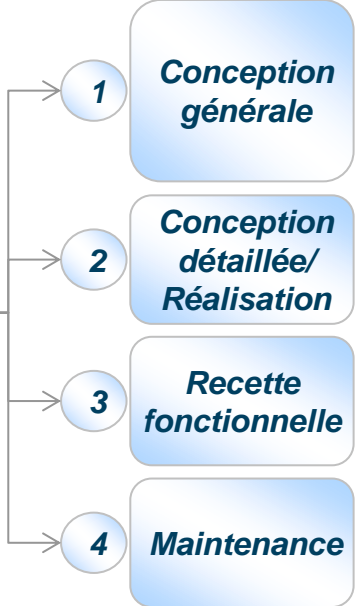 1
Conception
générale
2
Conception
détaillée/
Réalisation
3
Recette
fonctionnelle
4
Maintenance